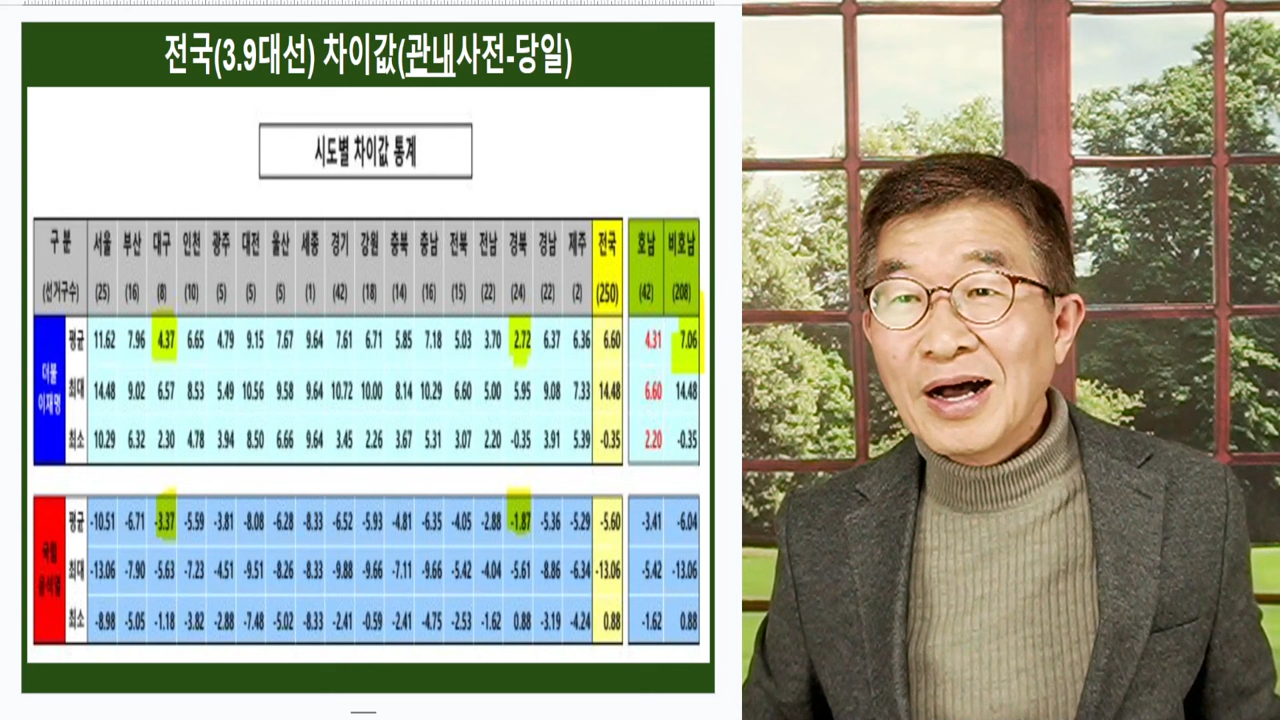 전국(3.9대선) 차이값(관내사전-당일)
시도별 차이값 통계
구 분 서울 부산 대구 인천 광주 대전 울산 세종 경기 강원 충북 충남 전북 전남 경북 경남 제주 전국 호남 비호남
(선거구수) (25) (16) (8) (10) (5) (5) (5) (1) (42) (18) (14) (16) (15) (22) (24) (22) (2) (250) (42) (208)
더불 이재명
평균 11.62 7.96 4.37 6.65 4.79 9.15 7.67 9.64 7.61 6.71 5.85 7.18 5.03 3.70 2.72 6.37 6.36 6.60 4.31 7.06
최대 14.48 9.02 6.57 8.53 5.49 10.56 9.58 9.64 10.72 10.00 8.14 10.29 6.60 5.00 5.95 9.08 7.33 14.48 6.60 14.48
최소 10.29 6.32 2.30 4.78 3.94 8.50 6.66 9.64 3.45 2.26 3.67 5.31 3.07 2.20 -0.35 3.91 5.39 -0.35 2.20 -0.35
국힘 윤석열
평균 -10.51 -6.71 -3.37 -5.59 -3.81 -8.08 -6.28 -8.33 -6.52 -5.93 -4.81 -6.35 -4.05 -2.88 -1.87 -5.36 -5.29 -5.60 -3.41 -6.04
최대 -13.06 -7.90 -5.63 -7.23 -4.51 -9.51 -8.26 -8.33 -9.88 -9.66 -7.11 -9.66 -5.42 -4.04 -5.61 -8.86 -6.34 -13.06 -5.42 -13.06
최소 -8.98 -5.05 -1.18 -3.82 -2.88 -7.48 -5.02 -8.33 -2.41 -0.59 -2.41 -4.75 -2.53 -1.62 0.88 -3.19 -4.24 0.88 -1.62 0.88